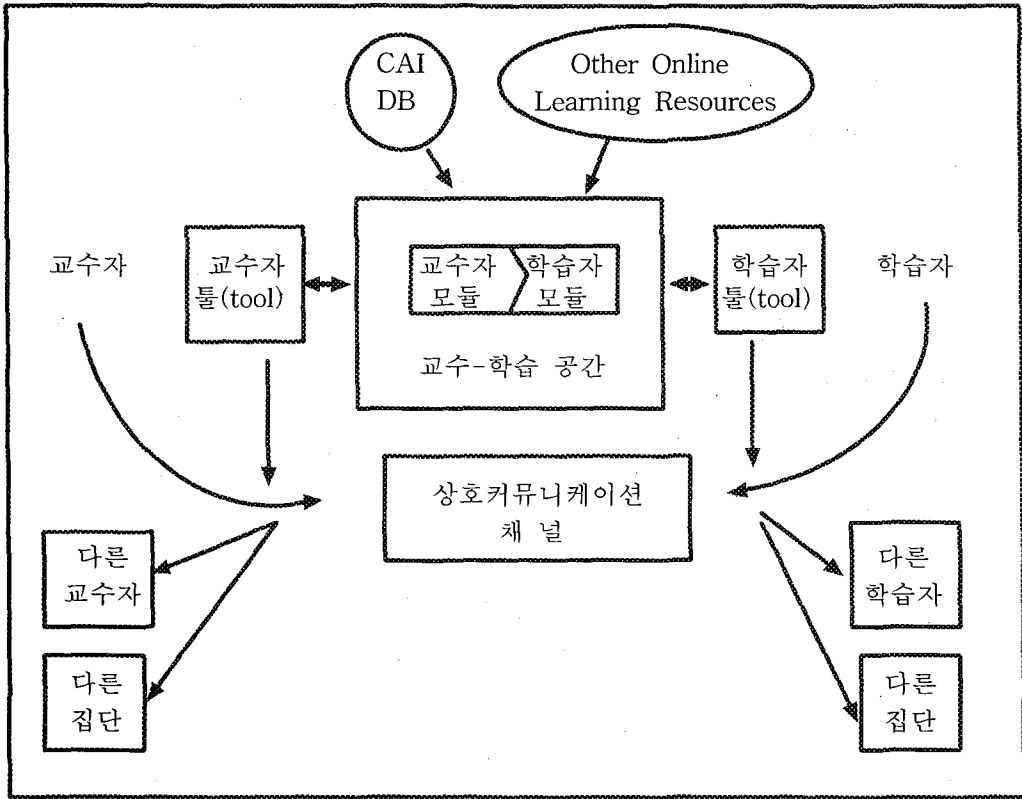 CAI
DB
Other Online
Learning Resources
교수자
교수자
툴(tool)
교수자
모듈
학습자
모듈
교수-학습 공간
학습자
툴(tool)
학습자
상호커뮤니케이션
채 널
다른
교수자
다른
집단
다른
학습자
다른
집단